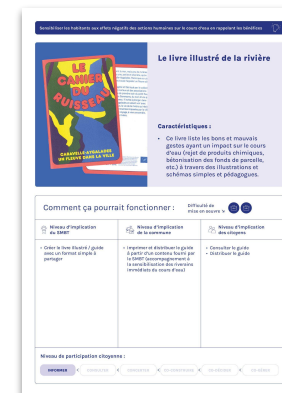 Sensibiliser les habitants aux effets négatifs des actions humaines sur le cours d'eau en rappelant les bénéfices
LE
CAHIER
DU
RUISSEAU
CARAVELLE-AYGALADES
UN FLEUVE DANS LA VILLE
Le livre illustré de la rivière
Caractéristiques :
• Ce livre liste les bons et mauvais
gestes ayant un impact sur le cours
d'eau (rejet de produits chimiques,
bétonisation des fonds de parcelle,
etc.) à travers des illustrations et
schémas simples et pédagogues.
Comment ça pourrait fonctionner :
Difficulté de
mise en oeuvre
Niveau d'implication
du SMBT
Niveau d'implication
de la commune
Niveau d'implication
des citoyens
• Créer le livre illustré / guide
avec un format simple à
partager
• Imprimer et distribuer le guide
à partir d'un contenu fourni par
le SMBT (accompagnement à
la sensibilisation des riverains
immédiats du cours d'eau)
• Consulter le guide
• Distribuer le guide
Niveau de participation citoyenne :
INFORMER